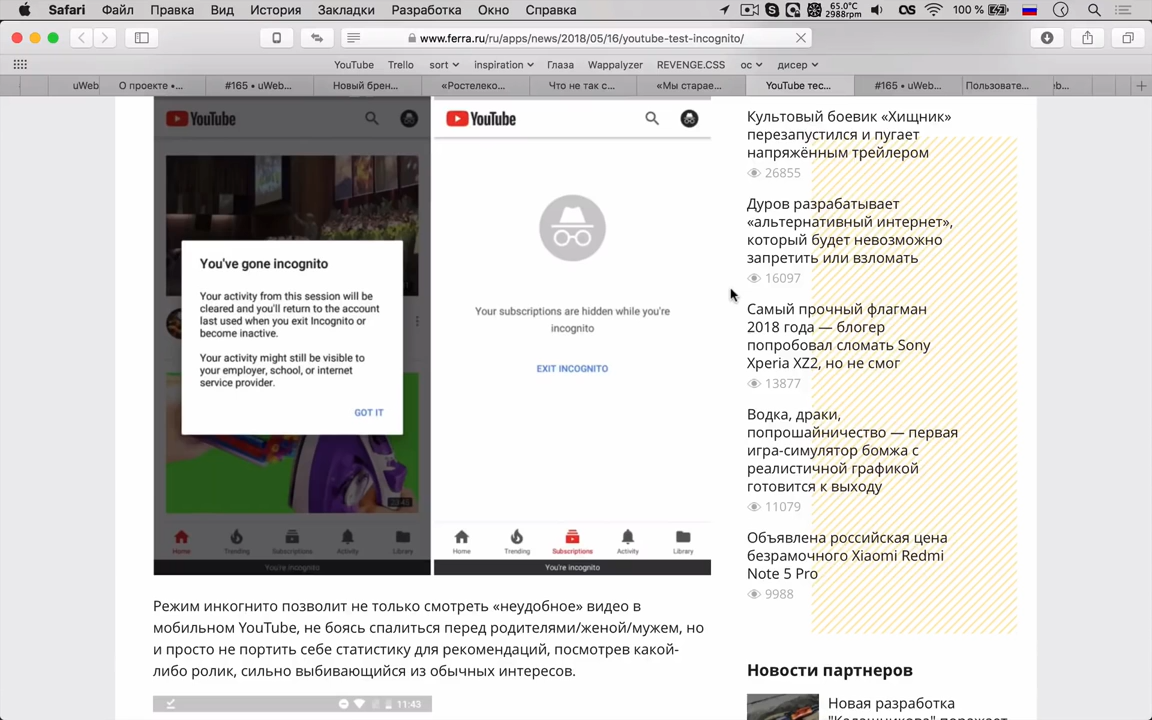 Safari Файл Правка Вид История Закладки Разработка Окно Справка
65.0°C
2988rpm
100 %
www.ferra.ru/ru/apps/news/2018/05/16/youtube-test-incognito/
YouTube Trello sort inspiration Глаза Wappalyzer REVENGE.CSS ос дисер
uWeb О проекте •... #165 • uWeb... Новый брен... «Ростелеко... Что не так с... «Мы старае... YouTube тес... #165 • uWeb... Пользовате...
YouTube
You've gone incognito
Your activity from this session will be
cleared and you'll return to the account
last used when you exit Incognito or
become inactive.
Your activity might still be visible to
your employer, school, or internet
service provider.
GOT IT
Home Trending Subscriptions Activity Library
You're incognito
YouTube
Your subscriptions are hidden while you're
incognito
EXIT INCOGNITO
Home Trending Subscriptions Activity Library
You're incognito
Режим инкогнито позволит не только смотреть «неудобное» видео в
мобильном YouTube, не боясь спалиться перед родителями/женой/мужем, но
и просто не портить себе статистику для рекомендаций, посмотрев какой-
либо ролик, сильно выбивающийся из обычных интересов.
11:43
Культовый боевик «Хищник»
перезапустился и пугает
напряжённым трейлером
26855
Дуров разрабатывает
«альтернативный интернет»,
который будет невозможно
запретить или взломать
16097
Самый прочный флагман
2018 года — блогер
попробовал сломать Sony
Xperia XZ2, но не смог
13877
Водка, драки,
попрошайничество — первая
игра-симулятор бомжа с
реалистичной графикой
готовится к выходу
11079
Объявлена российская цена
безрамочного Xiaomi Redmi
Note 5 Pro
9988
Новости партнеров
Новая разработка
"Калашникова" поражает